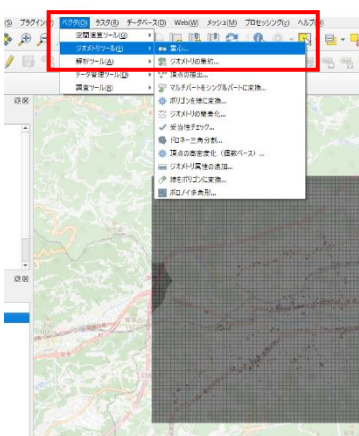 (S) プラグイン ベクタ(O) ラスタ(R) データベース(D) Web(W) メッシュ(M) プロセッシング(C) ヘルプ(H)
空間演算ツール(G)
ジオメトリツール(E)
解析ツール(A)
データ管理ツール(D)
調査ツール(R)
重心...
ジオメトリの集約...
頂点の抽出...
マルチパートをシングルパートに変換...
ポリゴンを線に変換...
ジオメトリの簡素化...
妥当性チェック...
ドロネー三角分割...
頂点の高密度化（個数ベース）...
ジオメトリ属性の追加...
線をポリゴンに変換...
ボロノイ多角形...